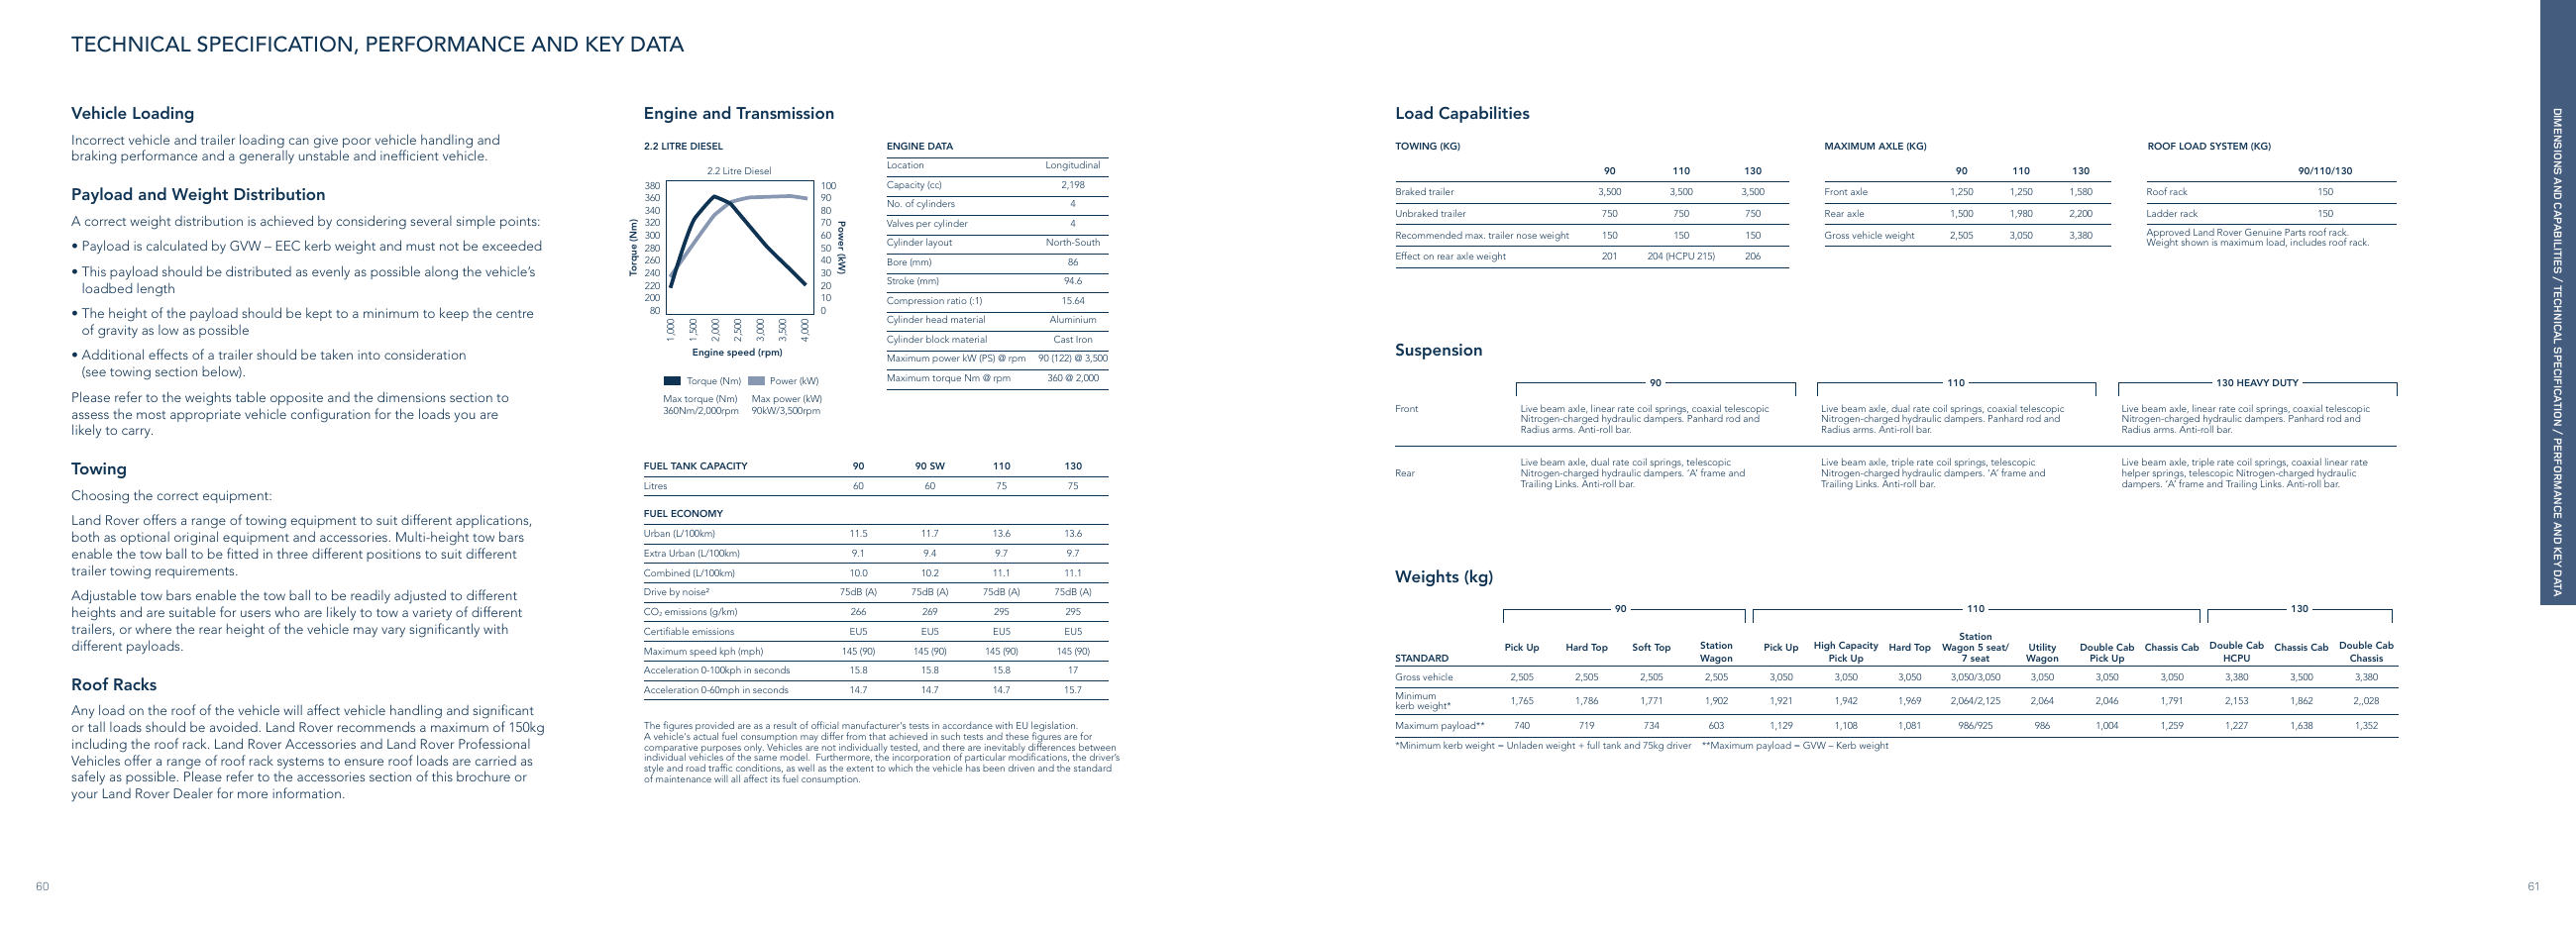 TECHNICAL SPECIFICATION, PERFORMANCE AND KEY DATA
Vehicle Loading
Incorrect vehicle and trailer loading can give poor vehicle handling and
braking performance and a generally unstable and inefficient vehicle.
Payload and Weight Distribution
A correct weight distribution is achieved by considering several simple points:
• Payload is calculated by GVW – EEC kerb weight and must not be exceeded
• This payload should be distributed as evenly as possible along the vehicle's
loadbed length
• The height of the payload should be kept to a minimum to keep the centre
of gravity as low as possible
• Additional effects of a trailer should be taken into consideration
(see towing section below).
Please refer to the weights table opposite and the dimensions section to
assess the most appropriate vehicle configuration for the loads you are
likely to carry.
Towing
Choosing the correct equipment:
Land Rover offers a range of towing equipment to suit different applications,
both as optional original equipment and accessories. Multi-height tow bars
enable the tow ball to be fitted in three different positions to suit different
trailer towing requirements.
Adjustable tow bars enable the tow ball to be readily adjusted to different
heights and are suitable for users who are likely to tow a variety of different
trailers, or where the rear height of the vehicle may vary significantly with
different payloads.
Roof Racks
Any load on the roof of the vehicle will affect vehicle handling and significant
or tall loads should be avoided. Land Rover recommends a maximum of 150kg
including the roof rack. Land Rover Accessories and Land Rover Professional
Vehicles offer a range of roof rack systems to ensure roof loads are carried as
safely as possible. Please refer to the accessories section of this brochure or
your Land Rover Dealer for more information.
60
Engine and Transmission
2.2 LITRE DIESEL
2.2 Litre Diesel
Torque (Nm)
380
360
340
320
300
280
260
240
220
200
80
100
90
80
70
60
50
40
30
20
10
0
Power (kW)
1,000 1,500 2,000 2,500 3,000 3,500 4,000
Engine speed (rpm)
Torque (Nm) Power (kW)
Max torque (Nm) Max power (kW)
360Nm/2,000rpm 90kW/3,500rpm
ENGINE DATA
Location Longitudinal
Capacity (cc) 2,198
No. of cylinders 4
Valves per cylinder 4
Cylinder layout North-South
Bore (mm) 86
Stroke (mm) 94.6
Compression ratio (:1) 15.64
Cylinder head material Aluminium
Cylinder block material Cast Iron
Maximum power kW (PS) @ rpm 90 (122) @ 3,500
Maximum torque Nm @ rpm 360 @ 2,000
FUEL TANK CAPACITY 90 90 SW 110 130
Litres 60 60 75 75
FUEL ECONOMY
Urban (L/100km) 11.5 11.7 13.6 13.6
Extra Urban (L/100km) 9.1 9.4 9.7 9.7
Combined (L/100km) 10.0 10.2 11.1 11.1
Drive by noise² 75dB (A) 75dB (A) 75dB (A) 75dB (A)
CO₂ emissions (g/km) 266 269 295 295
Certifiable emissions EU5 EU5 EU5 EU5
Maximum speed kph (mph) 145 (90) 145 (90) 145 (90) 145 (90)
Acceleration 0-100kph in seconds 15.8 15.8 15.8 17
Acceleration 0-60mph in seconds 14.7 14.7 14.7 15.7
The figures provided are as a result of official manufacturer's tests in accordance with EU legislation.
A vehicle's actual fuel consumption may differ from that achieved in such tests and these figures are for
comparative purposes only. Vehicles are not individually tested, and there are inevitably differences between
individual vehicles of the same model. Furthermore, the incorporation of particular modifications, the driver's
style and road traffic conditions, as well as the extent to which the vehicle has been driven and the standard
of maintenance will all affect its fuel consumption.
Load Capabilities
TOWING (KG)
90 110 130
Braked trailer 3,500 3,500 3,500
Unbraked trailer 750 750 750
Recommended max. trailer nose weight 150 150 150
Effect on rear axle weight 201 204 (HCPU 215) 206
MAXIMUM AXLE (KG)
90 110 130
Front axle 1,250 1,250 1,580
Rear axle 1,500 1,980 2,200
Gross vehicle weight 2,505 3,050 3,380
ROOF LOAD SYSTEM (KG)
90/110/130
Roof rack 150
Ladder rack 150
Approved Land Rover Genuine Parts roof rack.
Weight shown is maximum load, includes roof rack.
Suspension
90 110 130 HEAVY DUTY
Front
Live beam axle, linear rate coil springs, coaxial telescopic
Nitrogen-charged hydraulic dampers. Panhard rod and
Radius arms. Anti-roll bar.
Live beam axle, dual rate coil springs, coaxial telescopic
Nitrogen-charged hydraulic dampers. Panhard rod and
Radius arms. Anti-roll bar.
Live beam axle, linear rate coil springs, coaxial telescopic
Nitrogen-charged hydraulic dampers. Panhard rod and
Radius arms. Anti-roll bar.
Rear
Live beam axle, dual rate coil springs, telescopic
Nitrogen-charged hydraulic dampers. 'A' frame and
Trailing Links. Anti-roll bar.
Live beam axle, triple rate coil springs, telescopic
Nitrogen-charged hydraulic dampers. 'A' frame and
Trailing Links. Anti-roll bar.
Live beam axle, triple rate coil springs, coaxial linear rate
helper springs, telescopic Nitrogen-charged hydraulic
dampers. 'A' frame and Trailing Links. Anti-roll bar.
Weights (kg)
90 110 130
STANDARD Pick Up Hard Top Soft Top Station Wagon Pick Up High Capacity Pick Up Hard Top Station Wagon 5 seat/ 7 seat Utility Wagon Double Cab Pick Up Chassis Cab Double Cab HCPU Chassis Cab Double Cab Chassis
Gross vehicle 2,505 2,505 2,505 2,505 3,050 3,050 3,050 3,050/3,050 3,050 3,050 3,050 3,380 3,500 3,380
Minimum
kerb weight* 1,765 1,786 1,771 1,902 1,921 1,942 1,969 2,064/2,125 2,064 2,046 1,791 2,153 1,862 2,,028
Maximum payload** 740 719 734 603 1,129 1,108 1,081 986/925 986 1,004 1,259 1,227 1,638 1,352
*Minimum kerb weight = Unladen weight + full tank and 75kg driver **Maximum payload = GVW – Kerb weight
DIMENSIONS AND CAPABILITIES / TECHNICAL SPECIFICATION / PERFORMANCE AND KEY DATA
61